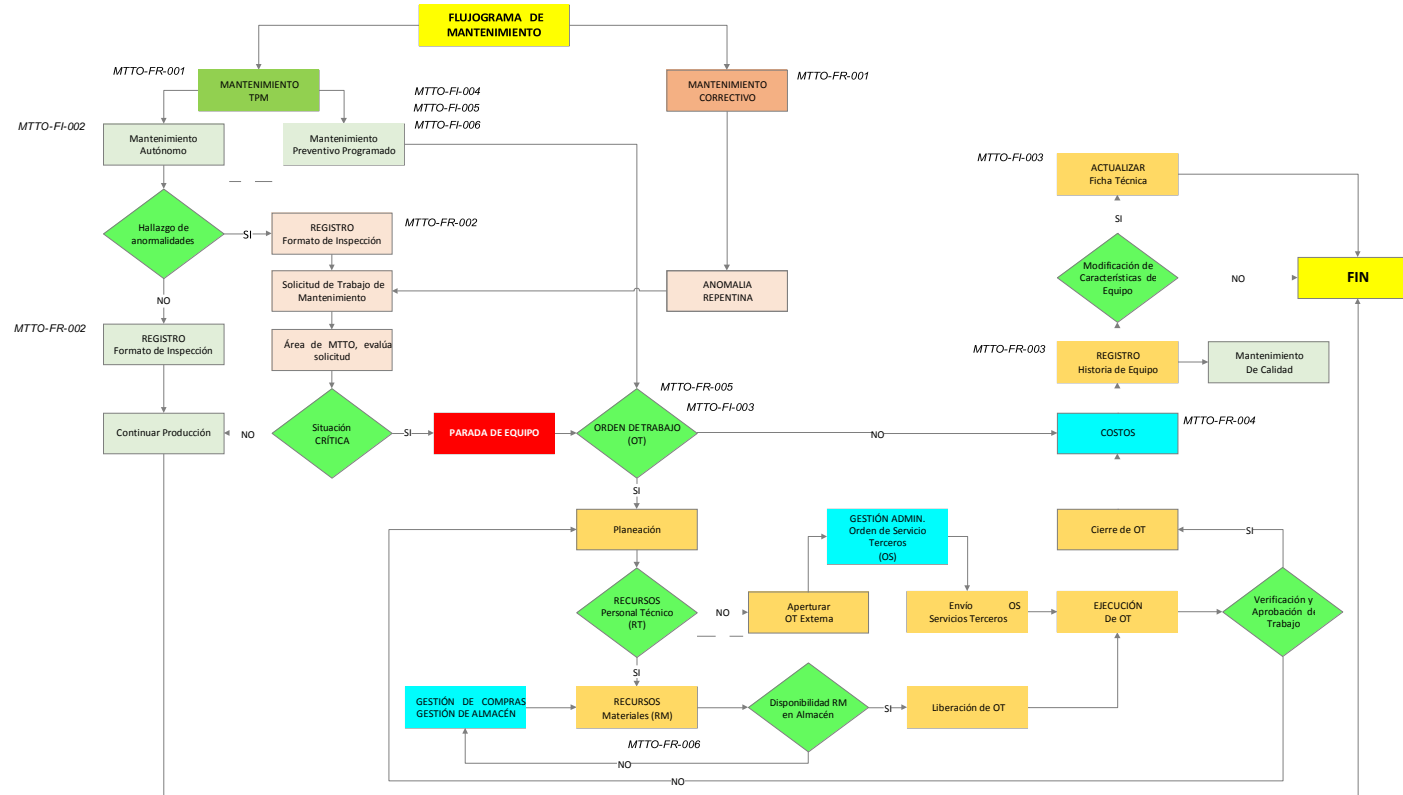 FLUJOGRAMA DE
MANTENIMIENTO
MTTO-FR-001
MANTENIMIENTO
TPM
MTTO-FI-004
MTTO-FI-005
MTTO-FI-006
MANTENIMIENTO
CORRECTIVO
MTTO-FR-001
MTTO-FI-002
Mantenimiento
Autónomo
Mantenimiento
Preventivo Programado
MTTO-FI-003
ACTUALIZAR
Ficha Técnica
Hallazgo de
anormalidades
SI
REGISTRO
Formato de Inspección
MTTO-FR-002
SI
Modificación de
Características de
Equipo
NO
FIN
Solicitud de Trabajo de
Mantenimiento
ANOMALIA
REPENTINA
NO
MTTO-FR-002
REGISTRO
Formato de Inspección
Área de MTTO, evalúa
solicitud
MTTO-FR-003
REGISTRO
Historia de Equipo
Mantenimiento
De Calidad
MTTO-FR-005
MTTO-FI-003
Continuar Producción
NO
Situación
CRÍTICA
SI
PARADA DE EQUIPO
ORDEN DE TRABAJO
(OT)
NO
COSTOS
MTTO-FR-004
SI
Planeación
GESTIÓN ADMIN.
Orden de Servicio
Terceros
(OS)
Cierre de OT
SI
RECURSOS
Personal Técnico
(RT)
NO
Aperturar
OT Externa
Envío OS
Servicios Terceros
EJECUCIÓN
De OT
Verificación y
Aprobación de
Trabajo
SI
GESTIÓN DE COMPRAS
GESTIÓN DE ALMACÉN
RECURSOS
Materiales (RM)
Disponibilidad RM
en Almacén
SI
Liberación de OT
MTTO-FR-006
NO
NO